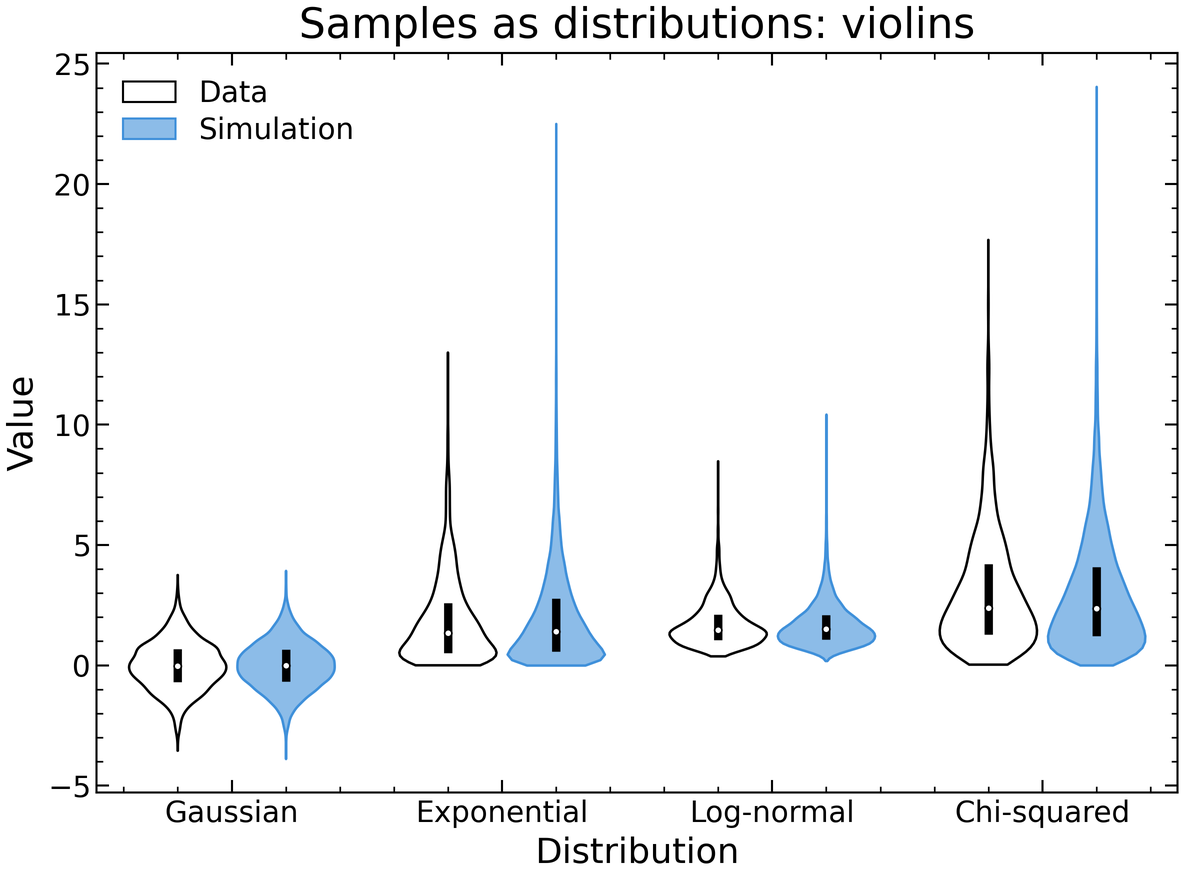 Samples as distributions: violins
25
20
15
10
5
0
−5
Value
Data
Simulation
Gaussian
Exponential
Log-normal
Chi-squared
Distribution